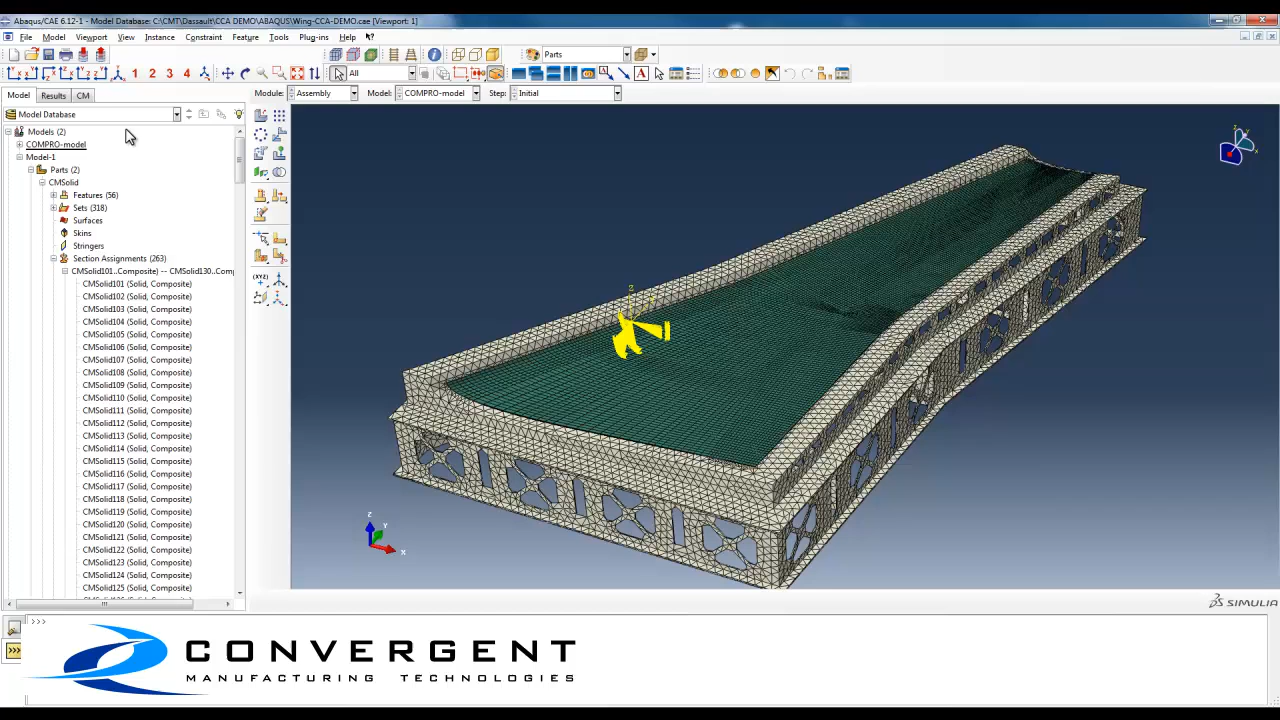 Abaqus/CAE 6.12-1 - Model Database: C:\CMT\Dassault\CCA DEMO\ABAQUS\Wing-CCA-DEMO.cae [Viewport: 1]
File Model Viewport View Instance Constraint Feature Tools Plug-ins Help
Parts
1 2 3 4 All
Model Results CM Module: Assembly Model: COMPRO-model Step: Initial
Model Database
Models (2)
COMPRO-model
Model-1
Parts (2)
CMSolid
Features (56)
Sets (318)
Surfaces
Skins
Stringers
Section Assignments (263)
CMSolid101..Composite) -- CMSolid130..Comp
CMSolid101 (Solid, Composite)
CMSolid102 (Solid, Composite)
CMSolid103 (Solid, Composite)
CMSolid104 (Solid, Composite)
CMSolid105 (Solid, Composite)
CMSolid106 (Solid, Composite)
CMSolid107 (Solid, Composite)
CMSolid108 (Solid, Composite)
CMSolid109 (Solid, Composite)
CMSolid110 (Solid, Composite)
CMSolid111 (Solid, Composite)
CMSolid112 (Solid, Composite)
CMSolid113 (Solid, Composite)
CMSolid114 (Solid, Composite)
CMSolid115 (Solid, Composite)
CMSolid116 (Solid, Composite)
CMSolid117 (Solid, Composite)
CMSolid118 (Solid, Composite)
CMSolid119 (Solid, Composite)
CMSolid120 (Solid, Composite)
CMSolid121 (Solid, Composite)
CMSolid122 (Solid, Composite)
CMSolid123 (Solid, Composite)
CMSolid124 (Solid, Composite)
CMSolid125 (Solid, Composite)
Z
Y
X
SIMULIA
>>>
CONVERGENT
MANUFACTURING TECHNOLOGIES